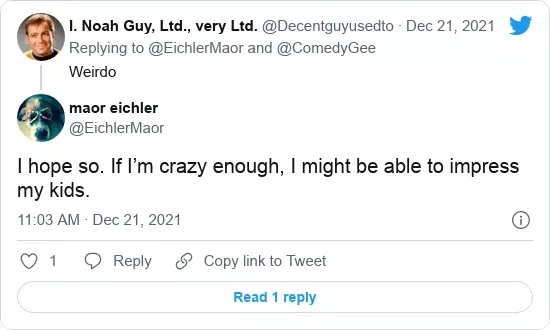 I. Noah Guy, Ltd., very Ltd. @Decentguyusedto · Dec 21, 2021
Replying to @EichlerMaor and @ComedyGee
Weirdo
maor eichler
@EichlerMaor
I hope so. If I’m crazy enough, I might be able to impress
my kids.
11:03 AM · Dec 21, 2021
1 Reply Copy link to Tweet
Read 1 reply